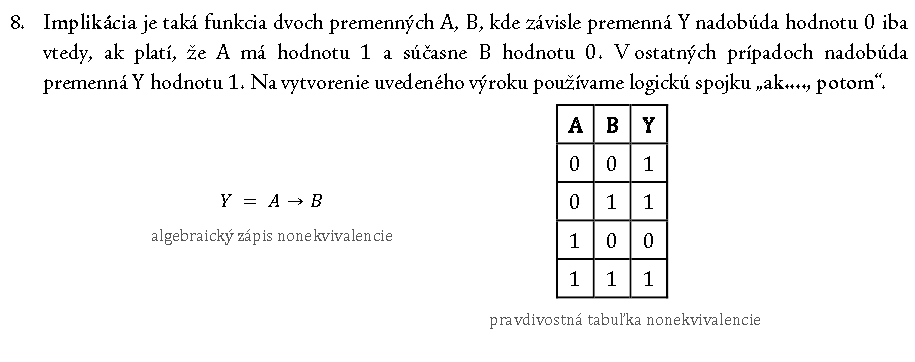 8. Implikácia je taká funkcia dvoch premenných A, B, kde závisle premenná Y nadobúda hodnotu 0 iba
vtedy, ak platí, že A má hodnotu 1 a súčasne B hodnotu 0. V ostatných prípadoch nadobúda
premenná Y hodnotu 1. Na vytvorenie uvedeného výroku používame logickú spojku „ak...., potom“.
A B Y
0 0 1
0 1 1
1 0 0
1 1 1
Y = A → B
algebraický zápis nonekvivalencie
pravdivostná tabuľka nonekvivalencie